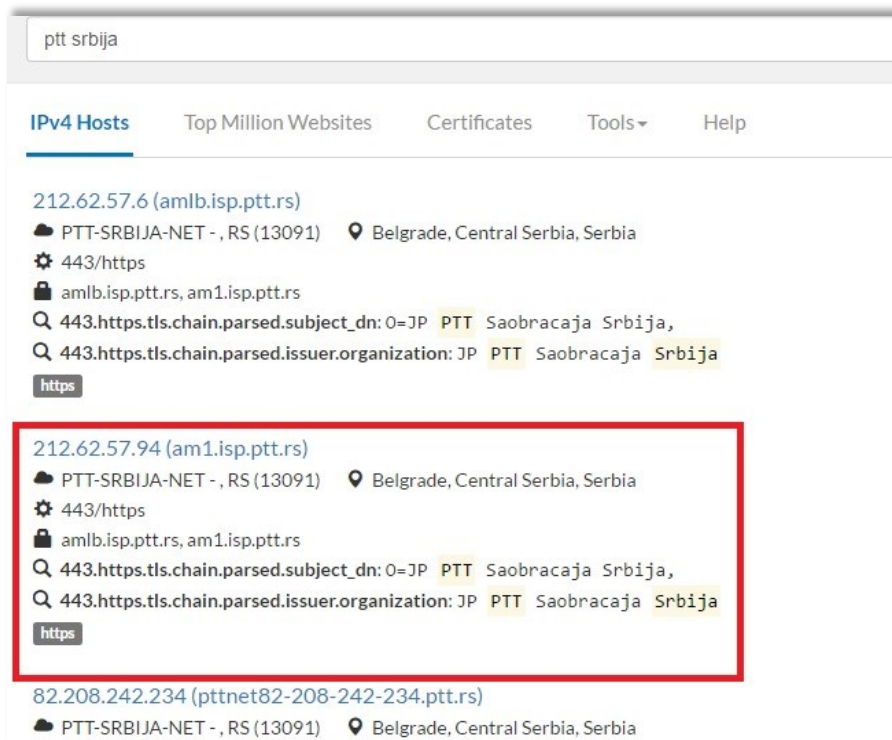 ptt srbija
IPv4 Hosts Top Million Websites Certificates Tools Help
212.62.57.6 (amlb.isp.ptt.rs)
PTT-SRBIJA-NET - , RS (13091) Belgrade, Central Serbia, Serbia
443/https
amlb.isp.ptt.rs, am1.isp.ptt.rs
443.https.tls.chain.parsed.subject_dn: O=JP PTT Saobracaja Srbija,
443.https.tls.chain.parsed.issuer.organization: JP PTT Saobracaja Srbija
https
212.62.57.94 (am1.isp.ptt.rs)
PTT-SRBIJA-NET - , RS (13091) Belgrade, Central Serbia, Serbia
443/https
amlb.isp.ptt.rs, am1.isp.ptt.rs
443.https.tls.chain.parsed.subject_dn: O=JP PTT Saobracaja Srbija,
443.https.tls.chain.parsed.issuer.organization: JP PTT Saobracaja Srbija
https
82.208.242.234 (pttnet82-208-242-234.ptt.rs)
PTT-SRBIJA-NET - , RS (13091) Belgrade, Central Serbia, Serbia